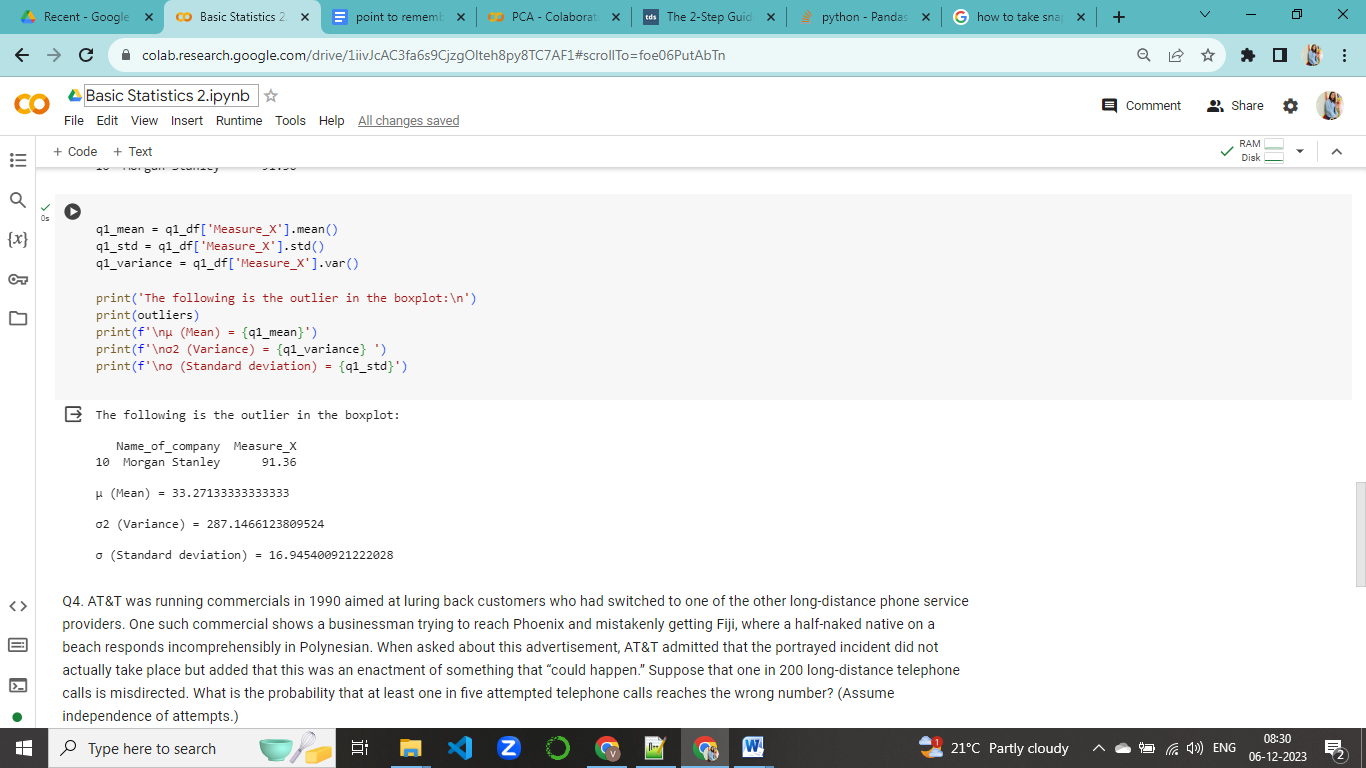 Recent - Google
Basic Statistics 2.
point to rememb
PCA - Colaborat
tds
The 2-Step Guid
python - Pandas
how to take sna
colab.research.google.com/drive/1iivJcAC3fa6s9CjzgOlteh8py8TC7AF1#scrollTo=foe06PutAbTn
Basic Statistics 2.ipynb
Comment
Share
File Edit View Insert Runtime Tools Help All changes saved
+ Code + Text
RAM
Disk
10 Morgan Stanley 91.36
0s
{x}
q1_mean = q1_df['Measure_X'].mean()
q1_std = q1_df['Measure_X'].std()
q1_variance = q1_df['Measure_X'].var()
print('The following is the outlier in the boxplot:\n')
print(outliers)
print(f'\nμ (Mean) = {q1_mean}')
print(f'\nσ2 (Variance) = {q1_variance} ')
print(f'\nσ (Standard deviation) = {q1_std}')
The following is the outlier in the boxplot:
Name_of_company Measure_X
10 Morgan Stanley 91.36
μ (Mean) = 33.27133333333333
σ2 (Variance) = 287.1466123809524
σ (Standard deviation) = 16.945400921222028
Q4. AT&T was running commercials in 1990 aimed at luring back customers who had switched to one of the other long-distance phone service
providers. One such commercial shows a businessman trying to reach Phoenix and mistakenly getting Fiji, where a half-naked native on a
beach responds incomprehensibly in Polynesian. When asked about this advertisement, AT&T admitted that the portrayed incident did not
actually take place but added that this was an enactment of something that “could happen.” Suppose that one in 200 long-distance telephone
calls is misdirected. What is the probability that at least one in five attempted telephone calls reaches the wrong number? (Assume
independence of attempts.)
Type here to search
21°C Partly cloudy
ENG
08:30
06-12-2023
2